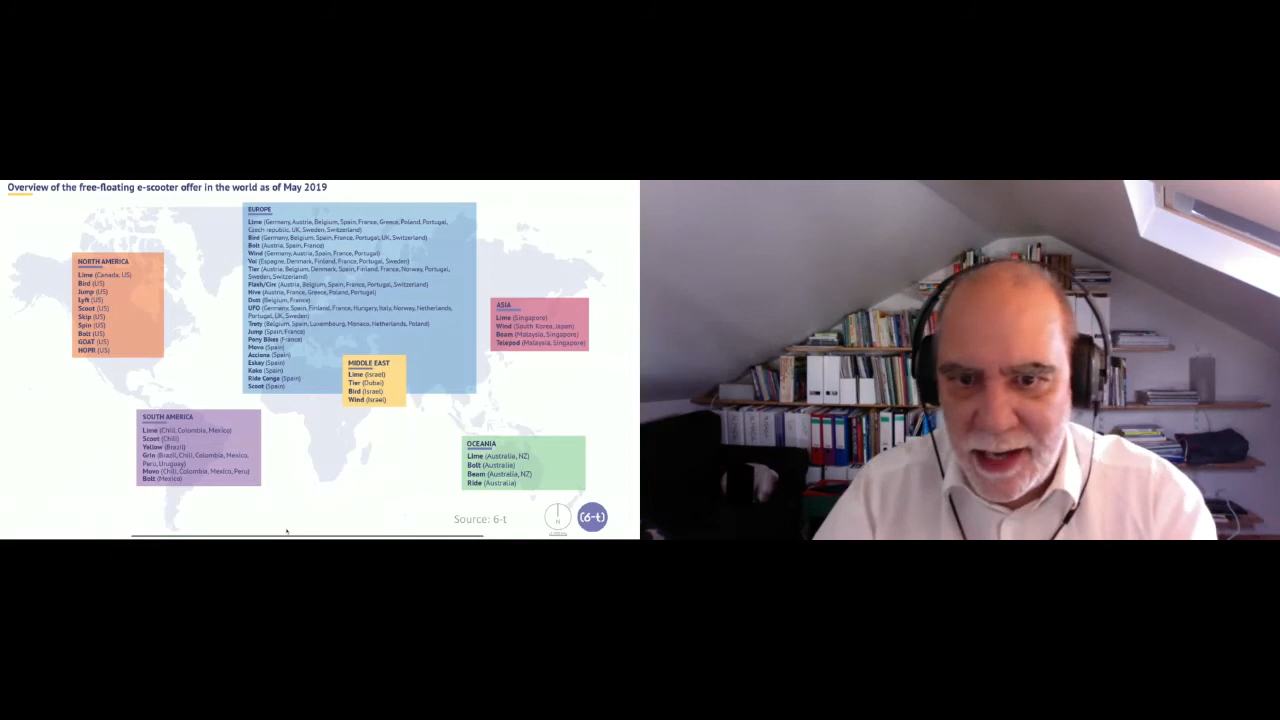 Overview of the free-floating e-scooter offer in the world as of May 2019
EUROPE
Lime (Germany, Austria, Belgium, Spain, France, Greece, Poland, Portugal,
Czech republic, UK, Sweden, Switzerland)
Bird (Germany, Belgium, Spain, France, Portugal, UK, Switzerland)
Bolt (Austria, Spain, France)
Wind (Germany, Austria, Spain, France, Portugal)
Voi (Espagne, Denmark, Finland, France, Portugal, Sweden)
Tier (Austria, Belgium, Denmark, Spain, Finland, France, Norway, Portugal,
Sweden, Switzerland)
Flash/Circ (Austria, Belgium, Spain, France, Portugal, Switzerland)
Hive (Austria, France, Greece, Poland, Portugal)
Dott (Belgium, France)
UFO (Germany, Spain, Finland, France, Hungary, Italy, Norway, Netherlands,
Portugal, UK, Sweden)
Troty (Belgium, Spain, Luxembourg, Monaco, Netherlands, Poland)
Jump (Spain, France)
Pony Bikes (France)
Movo (Spain)
Acciona (Spain)
Eskay (Spain)
Koko (Spain)
Ride Conga (Spain)
Scoot (Spain)
NORTH AMERICA
Lime (Canada, US)
Bird (US)
Jump (US)
Lyft (US)
Scoot (US)
Skip (US)
Spin (US)
Bolt (US)
GOAT (US)
HOPR (US)
ASIA
Lime (Singapore)
Wind (South Korea, Japan)
Beam (Malaysia, Singapore)
Telepod (Malaysia, Singapore)
MIDDLE EAST
Lime (Israel)
Tier (Dubai)
Bird (Israel)
Wind (Israel)
SOUTH AMERICA
Lime (Chili, Colombia, Mexico)
Scoot (Chili)
Yellow (Brazil)
Grin (Brazil, Chili, Colombia, Mexico,
Peru, Uruguay)
Movo (Chili, Colombia, Mexico, Peru)
Bolt (Mexico)
OCEANIA
Lime (Australia, NZ)
Bolt (Australia)
Beam (Australia, NZ)
Ride (Australia)
Source: 6-t
N
(6-t)